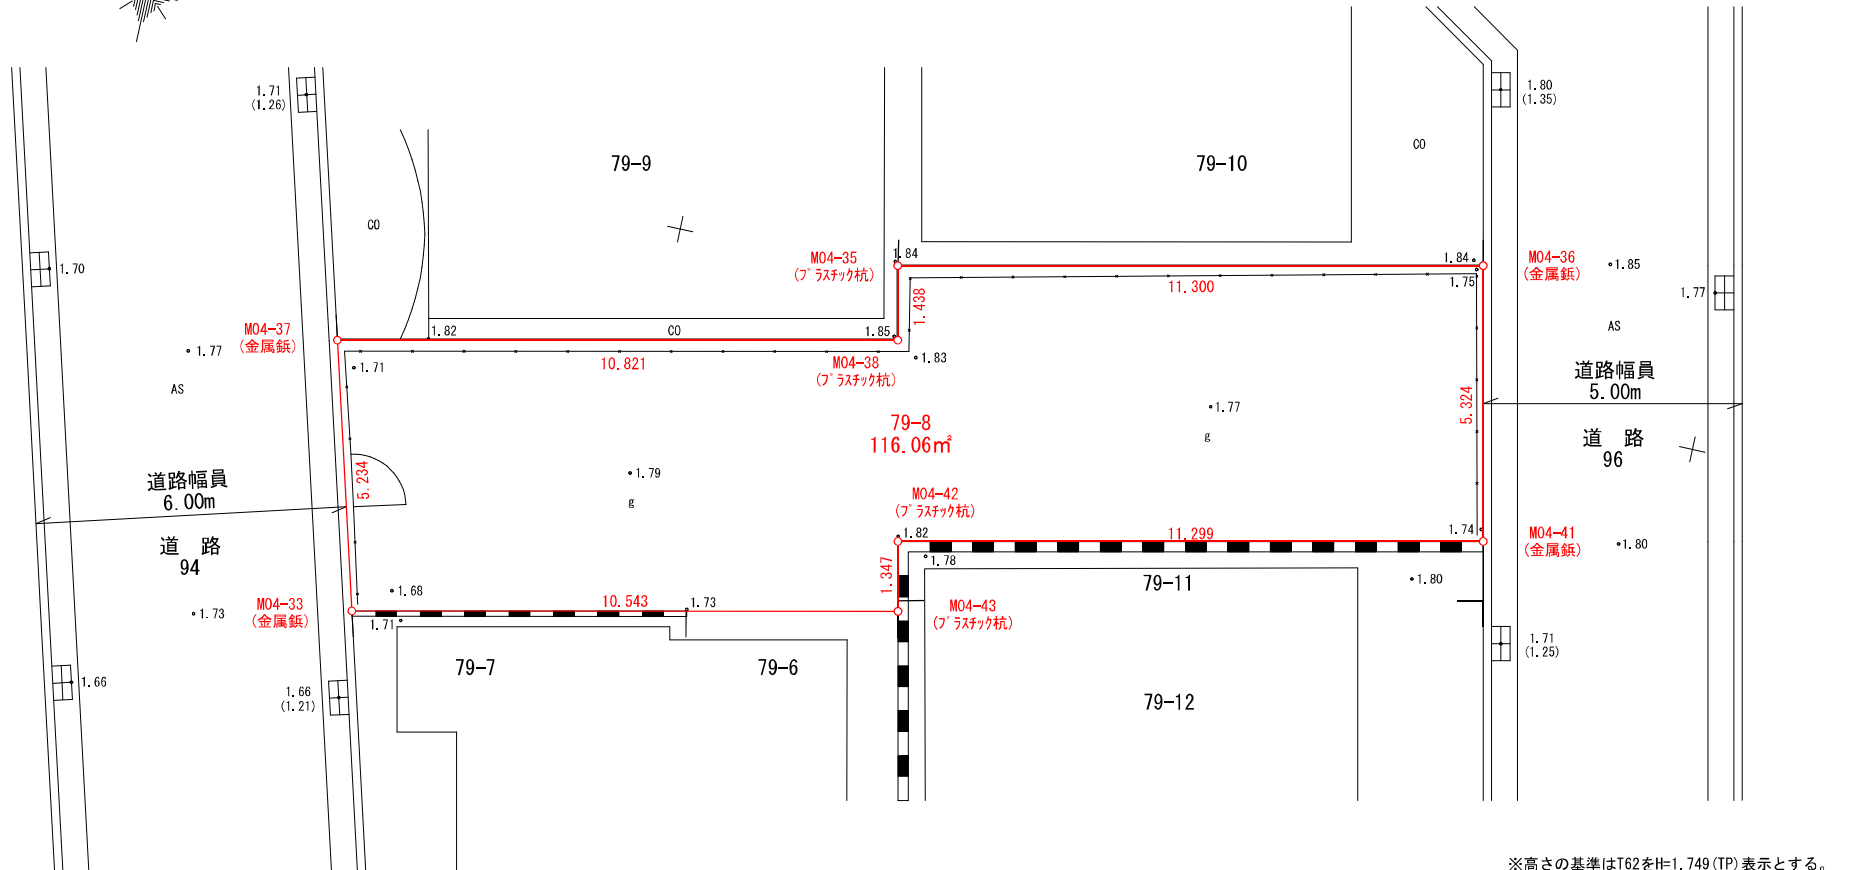 1.71
(1.26)
1.80
(1.35)
79-9
79-10
CO
CO
1.70
M04-35
(ﾌﾟﾗｽﾁｯｸ杭)
1.84
1.84
M04-36
(金属鋲)
1.85
1.75
1.77
11.300
1.438
M04-37
(金属鋲)
1.82
CO
1.85
AS
1.77
1.71
10.821
M04-38
(ﾌﾟﾗｽﾁｯｸ杭)
1.83
AS
道路幅員
5.00m
5.324
1.77
g
79-8
116.06㎡
道 路
96
道路幅員
6.00m
5.234
1.79
g
M04-42
(ﾌﾟﾗｽﾁｯｸ杭)
道 路
94
1.82
11.299
1.74
M04-41
(金属鋲)
1.80
1.78
79-11
1.80
1.347
1.68
10.543
1.73
1.73
M04-33
(金属鋲)
1.71
M04-43
(ﾌﾟﾗｽﾁｯｸ杭)
1.71
(1.25)
79-7
79-6
1.66
1.66
(1.21)
79-12
※高さの基準はT62をH=1.749(TP)表示とする。